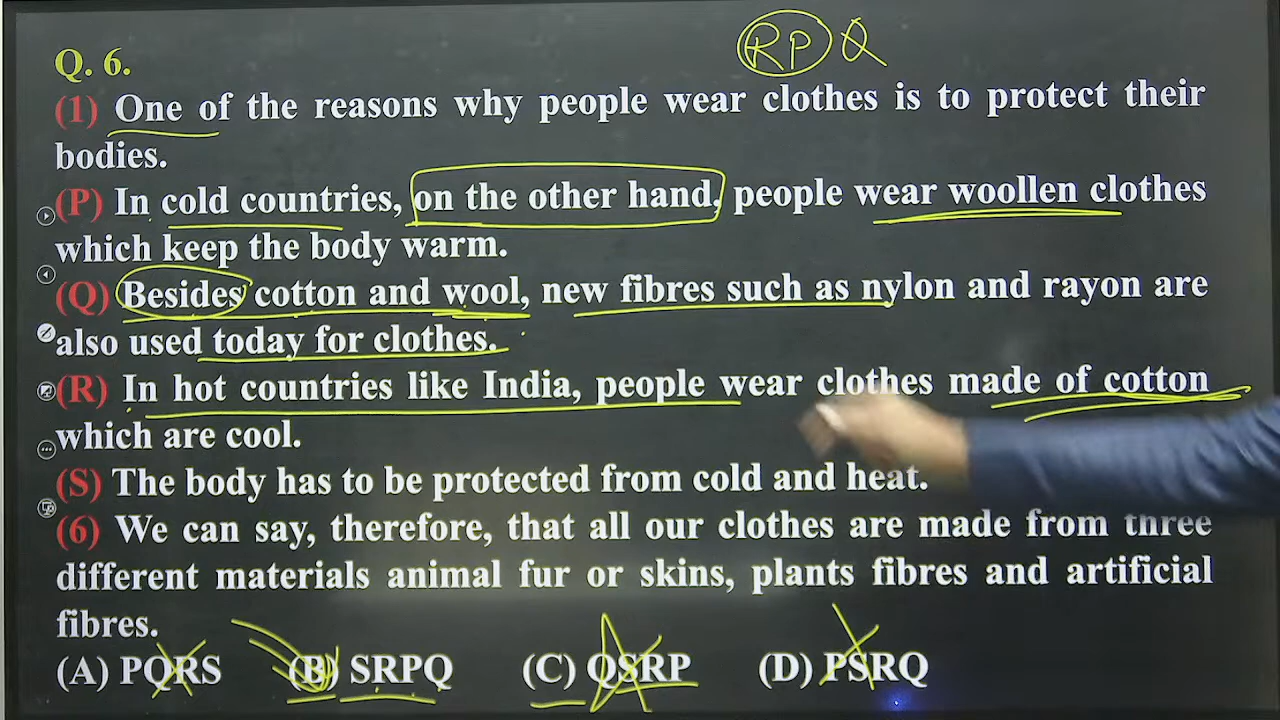 RPQ
Q. 6.
(1) One of the reasons why people wear clothes is to protect their
bodies.
(P) In cold countries, on the other hand, people wear woollen clothes
which keep the body warm.
(Q) Besides cotton and wool, new fibres such as nylon and rayon are
also used today for clothes.
(R) In hot countries like India, people wear clothes made of cotton
which are cool.
(S) The body has to be protected from cold and heat.
(6) We can say, therefore, that all our clothes are made from three
different materials animal fur or skins, plants fibres and artificial
fibres.
(A) PQRS (B) SRPQ (C) QSRP (D) PSRQ